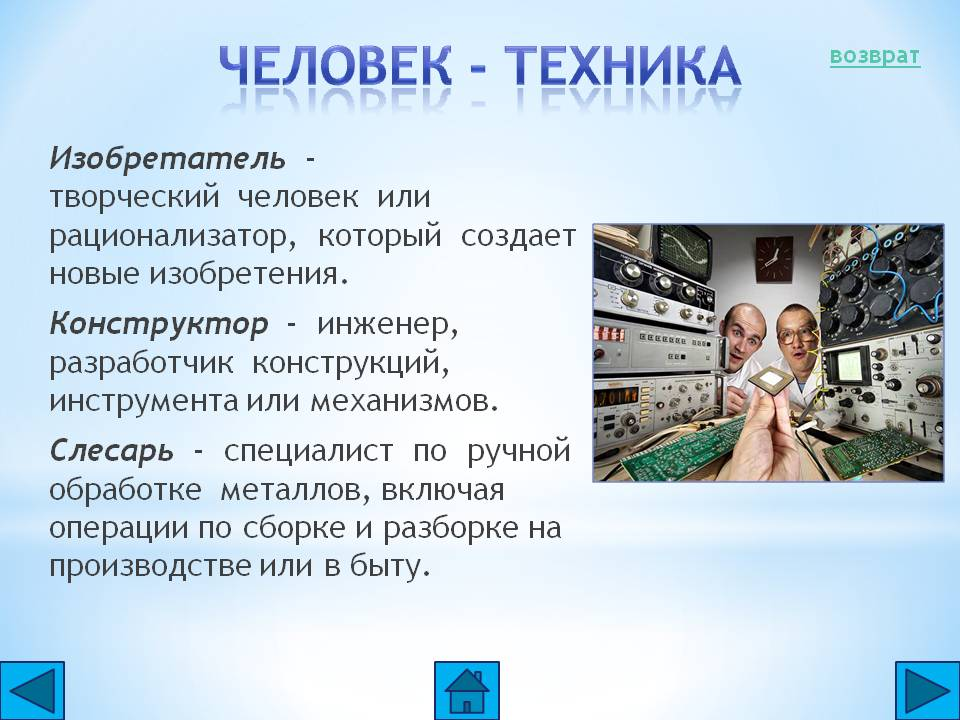 ЧЕЛОВЕК - ТЕХНИКА
возврат
Изобретатель -
творческий человек или
рационализатор, который создает
новые изобретения.
Конструктор - инженер,
разработчик конструкций,
инструмента или механизмов.
Слесарь - специалист по ручной
обработке металлов, включая
операции по сборке и разборке на
производстве или в быту.